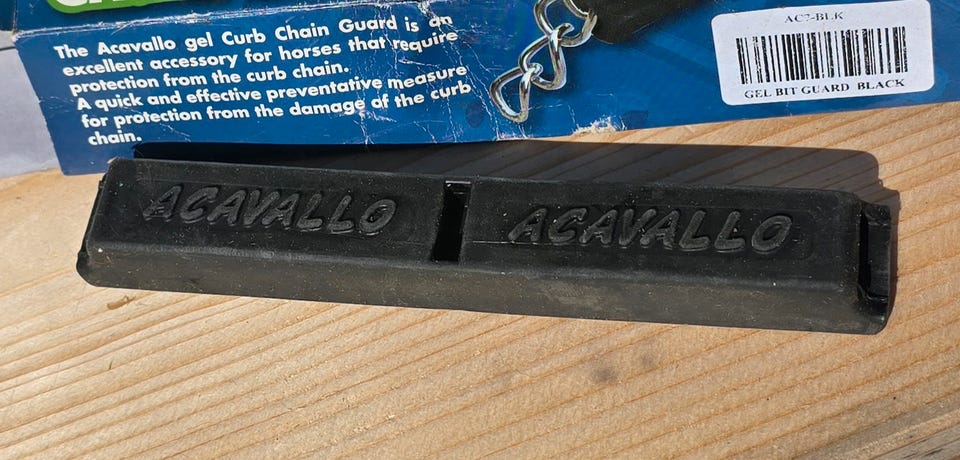 The Acavallo gel Curb Chain Guard is an
excellent accessory for horses that require
protection from the curb chain.
A quick and effective preventative measure
for protection from the damage of the curb
chain.
GEL BIT GUARD BLACK
ACAVALLO ACAVALLO